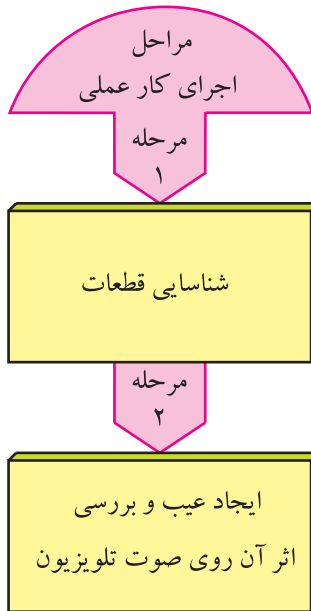 مراحل
اجرای کار عملی
مرحله
۱
شناسایی قطعات
مرحله
۲
ایجاد عیب و بررسی
اثر آن روی صوت تلویزیون